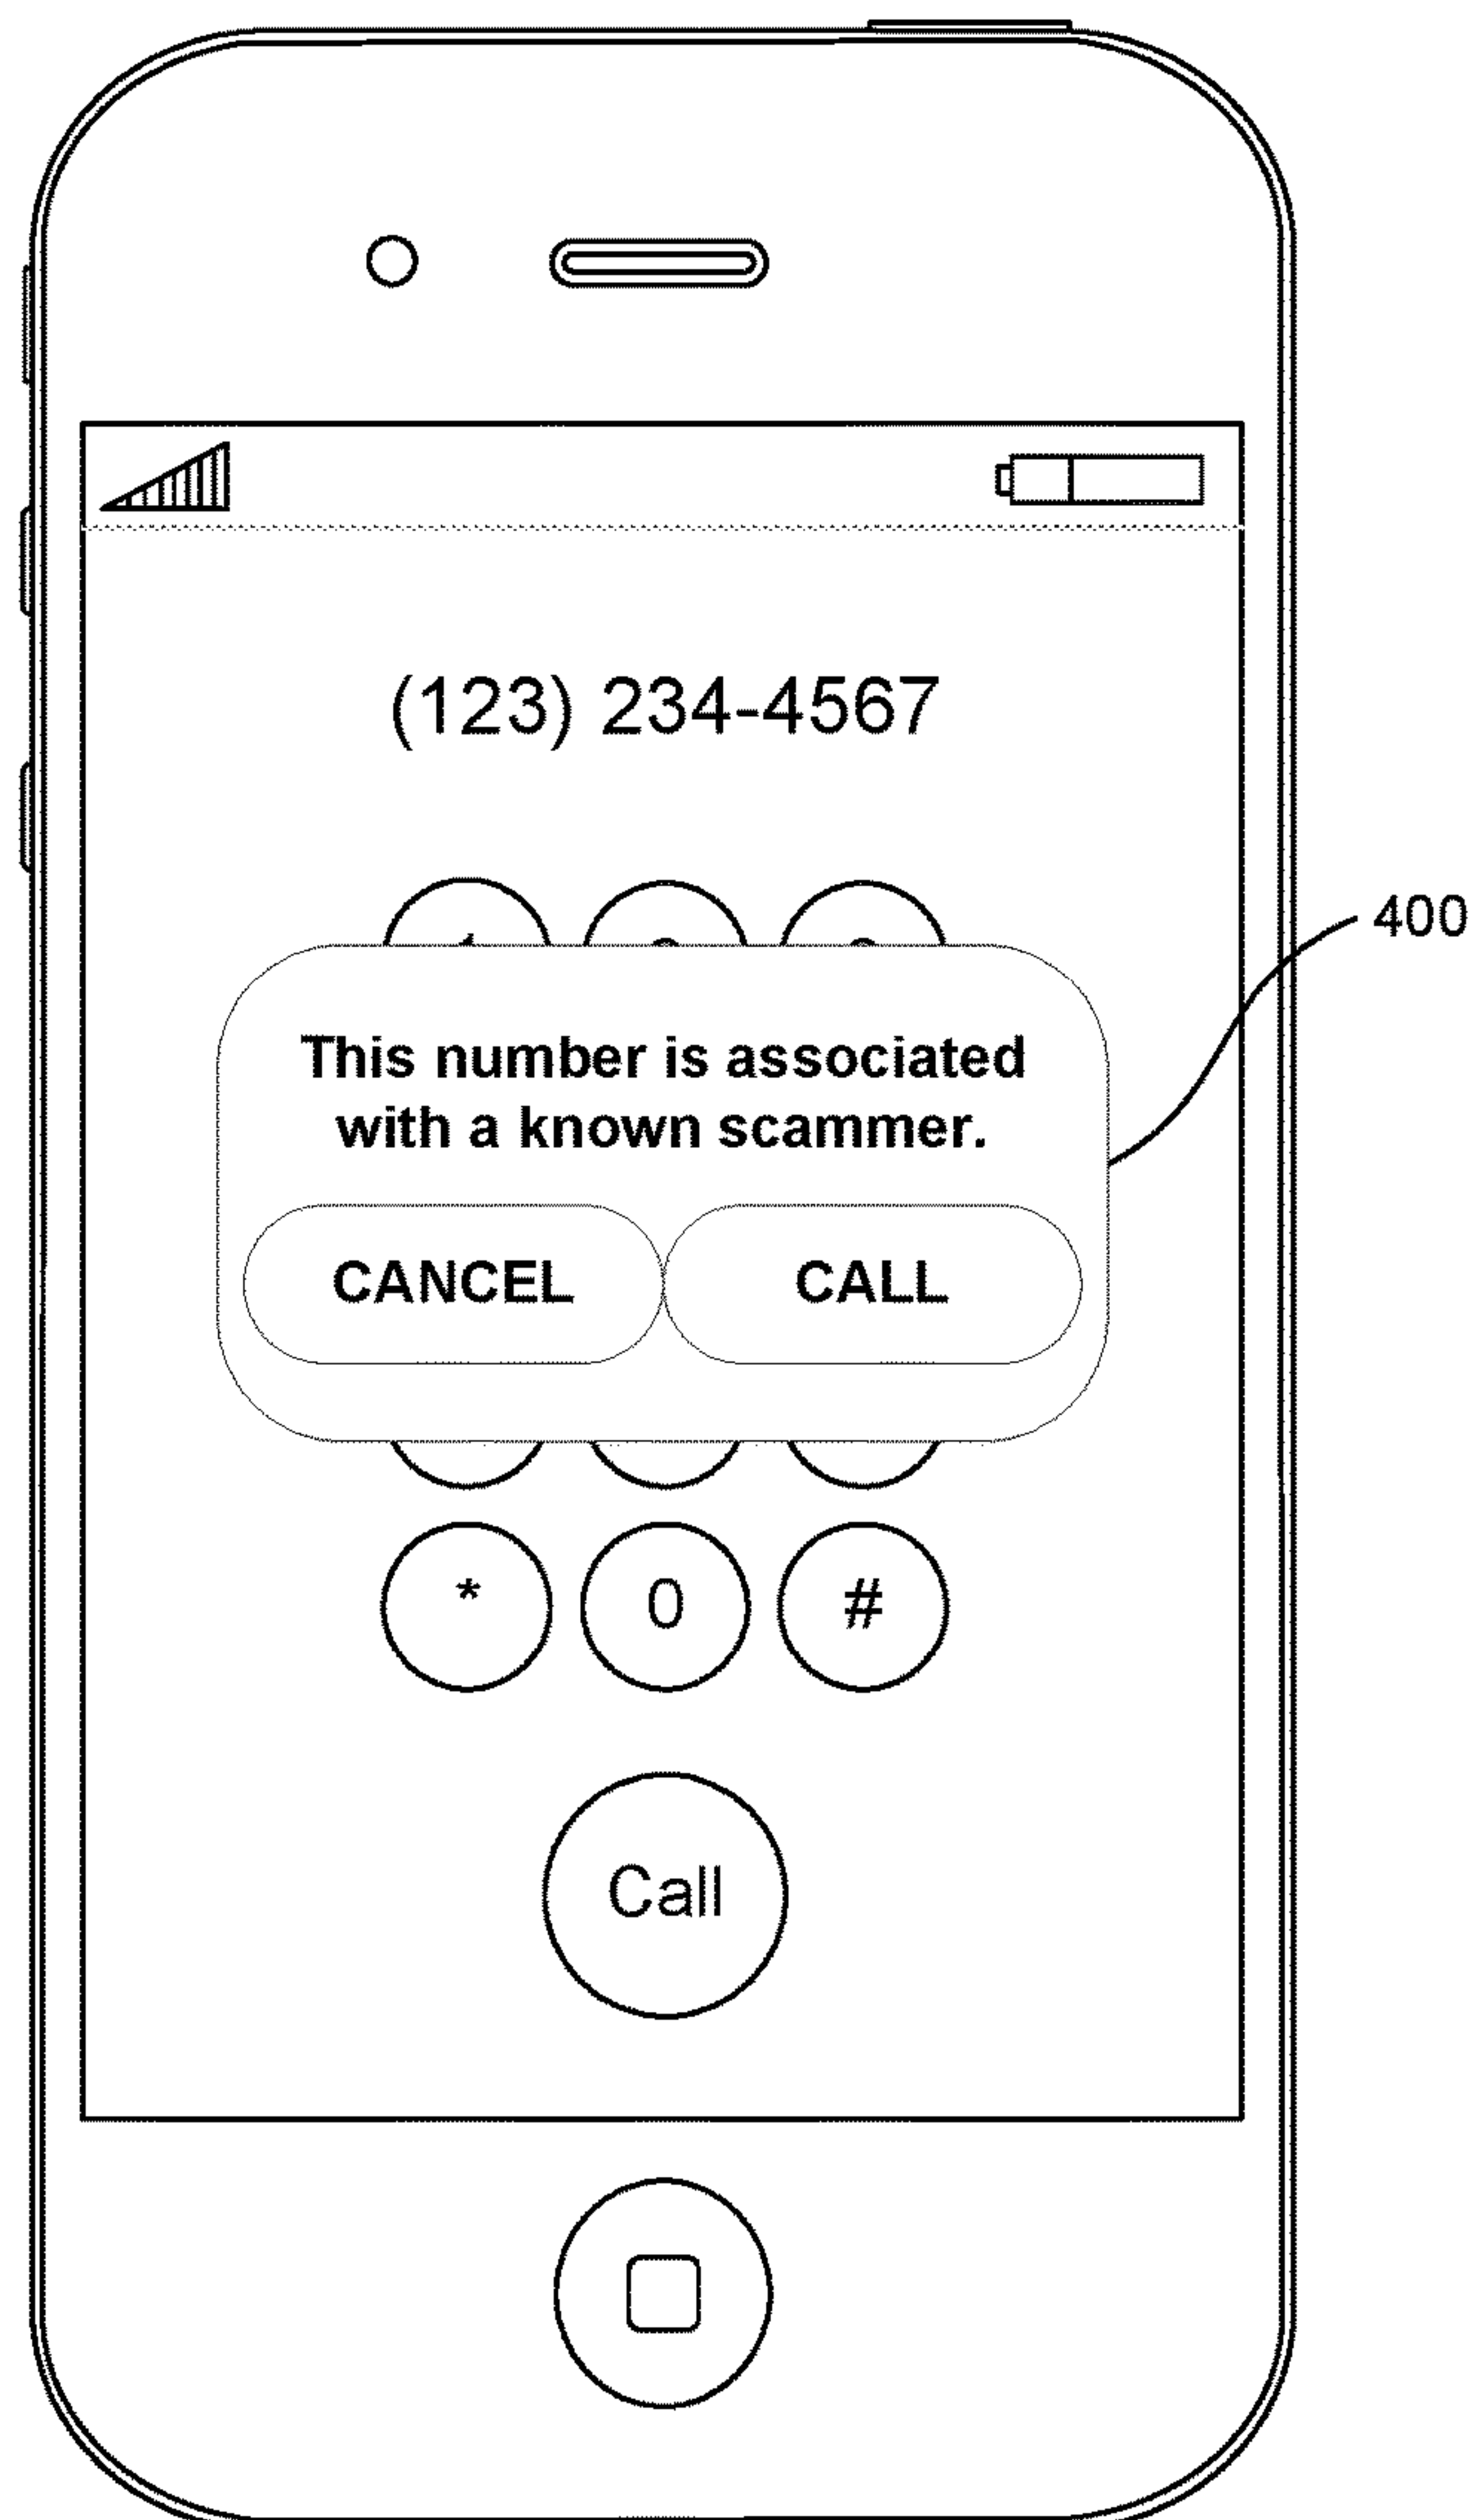 (123) 234-4567
400
This number is associated
with a known scammer.
CANCEL CALL
* 0 #
Call